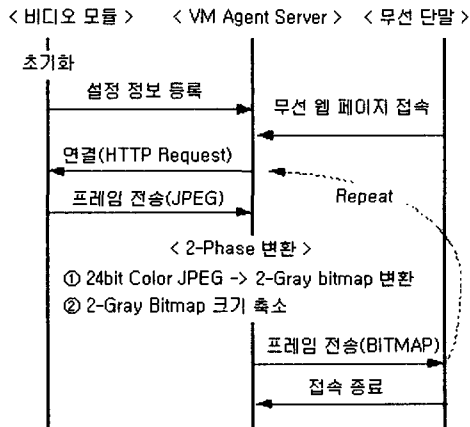 < 비디오 모듈 > < VM Agent Server > < 무선 단말 >
초기화
설정 정보 등록
무선 웹 페이지 접속
연결(HTTP Request)
프레임 전송(JPEG)
Repeat
< 2-Phase 변환 >
① 24bit Color JPEG -> 2-Gray bitmap 변환
② 2-Gray Bitmap 크기 축소
프레임 전송(BITMAP)
접속 종료